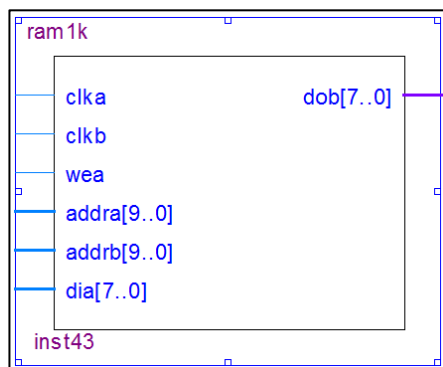 ram1k
clka dob[7..0]
clkb
wea
addra[9..0]
addrb[9..0]
dia[7..0]
inst43